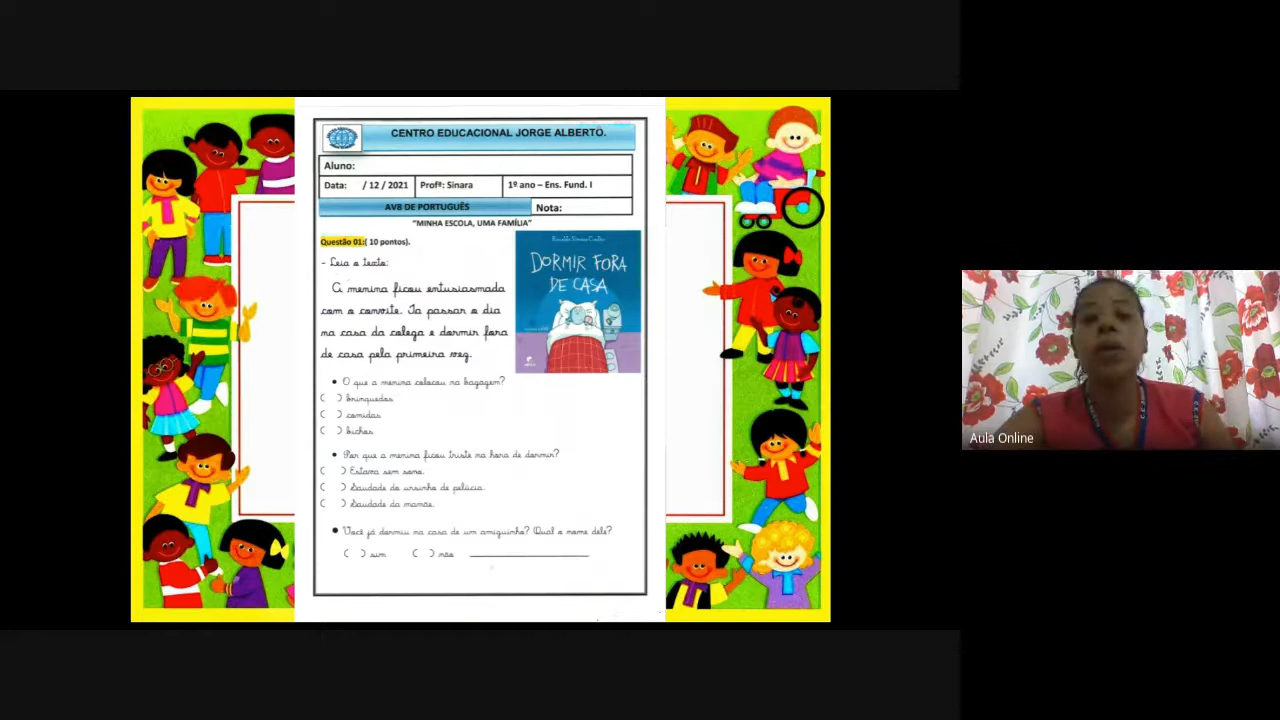 CENTRO EDUCACIONAL JORGE ALBERTO.
Aluno:
Data: / 12 / 2021 Profª: Sinara 1º ano – Ens. Fund. I
AV8 DE PORTUGUÊS Nota:
"MINHA ESCOLA, UMA FAMÍLIA"
Questão 01:( 10 pontos).
- Leia o texto:
A menina ficou entusiasmada
com o convite. Ia passar o dia
na casa da colega e dormir fora
de casa pela primeira vez.
DORMIR FORA
DE CASA
• O que a menina colocou na bagagem?
( ) brinquedos
( ) comidas
( ) bichos
• Por que a menina ficou triste na hora de dormir?
( ) Estava sem sono.
( ) Saudade do ursinho de pelúcia.
( ) Saudade da mamãe.
• Você já dormiu na casa de um amiguinho? Qual o nome dele?
( ) sim ( ) não
Aula Online